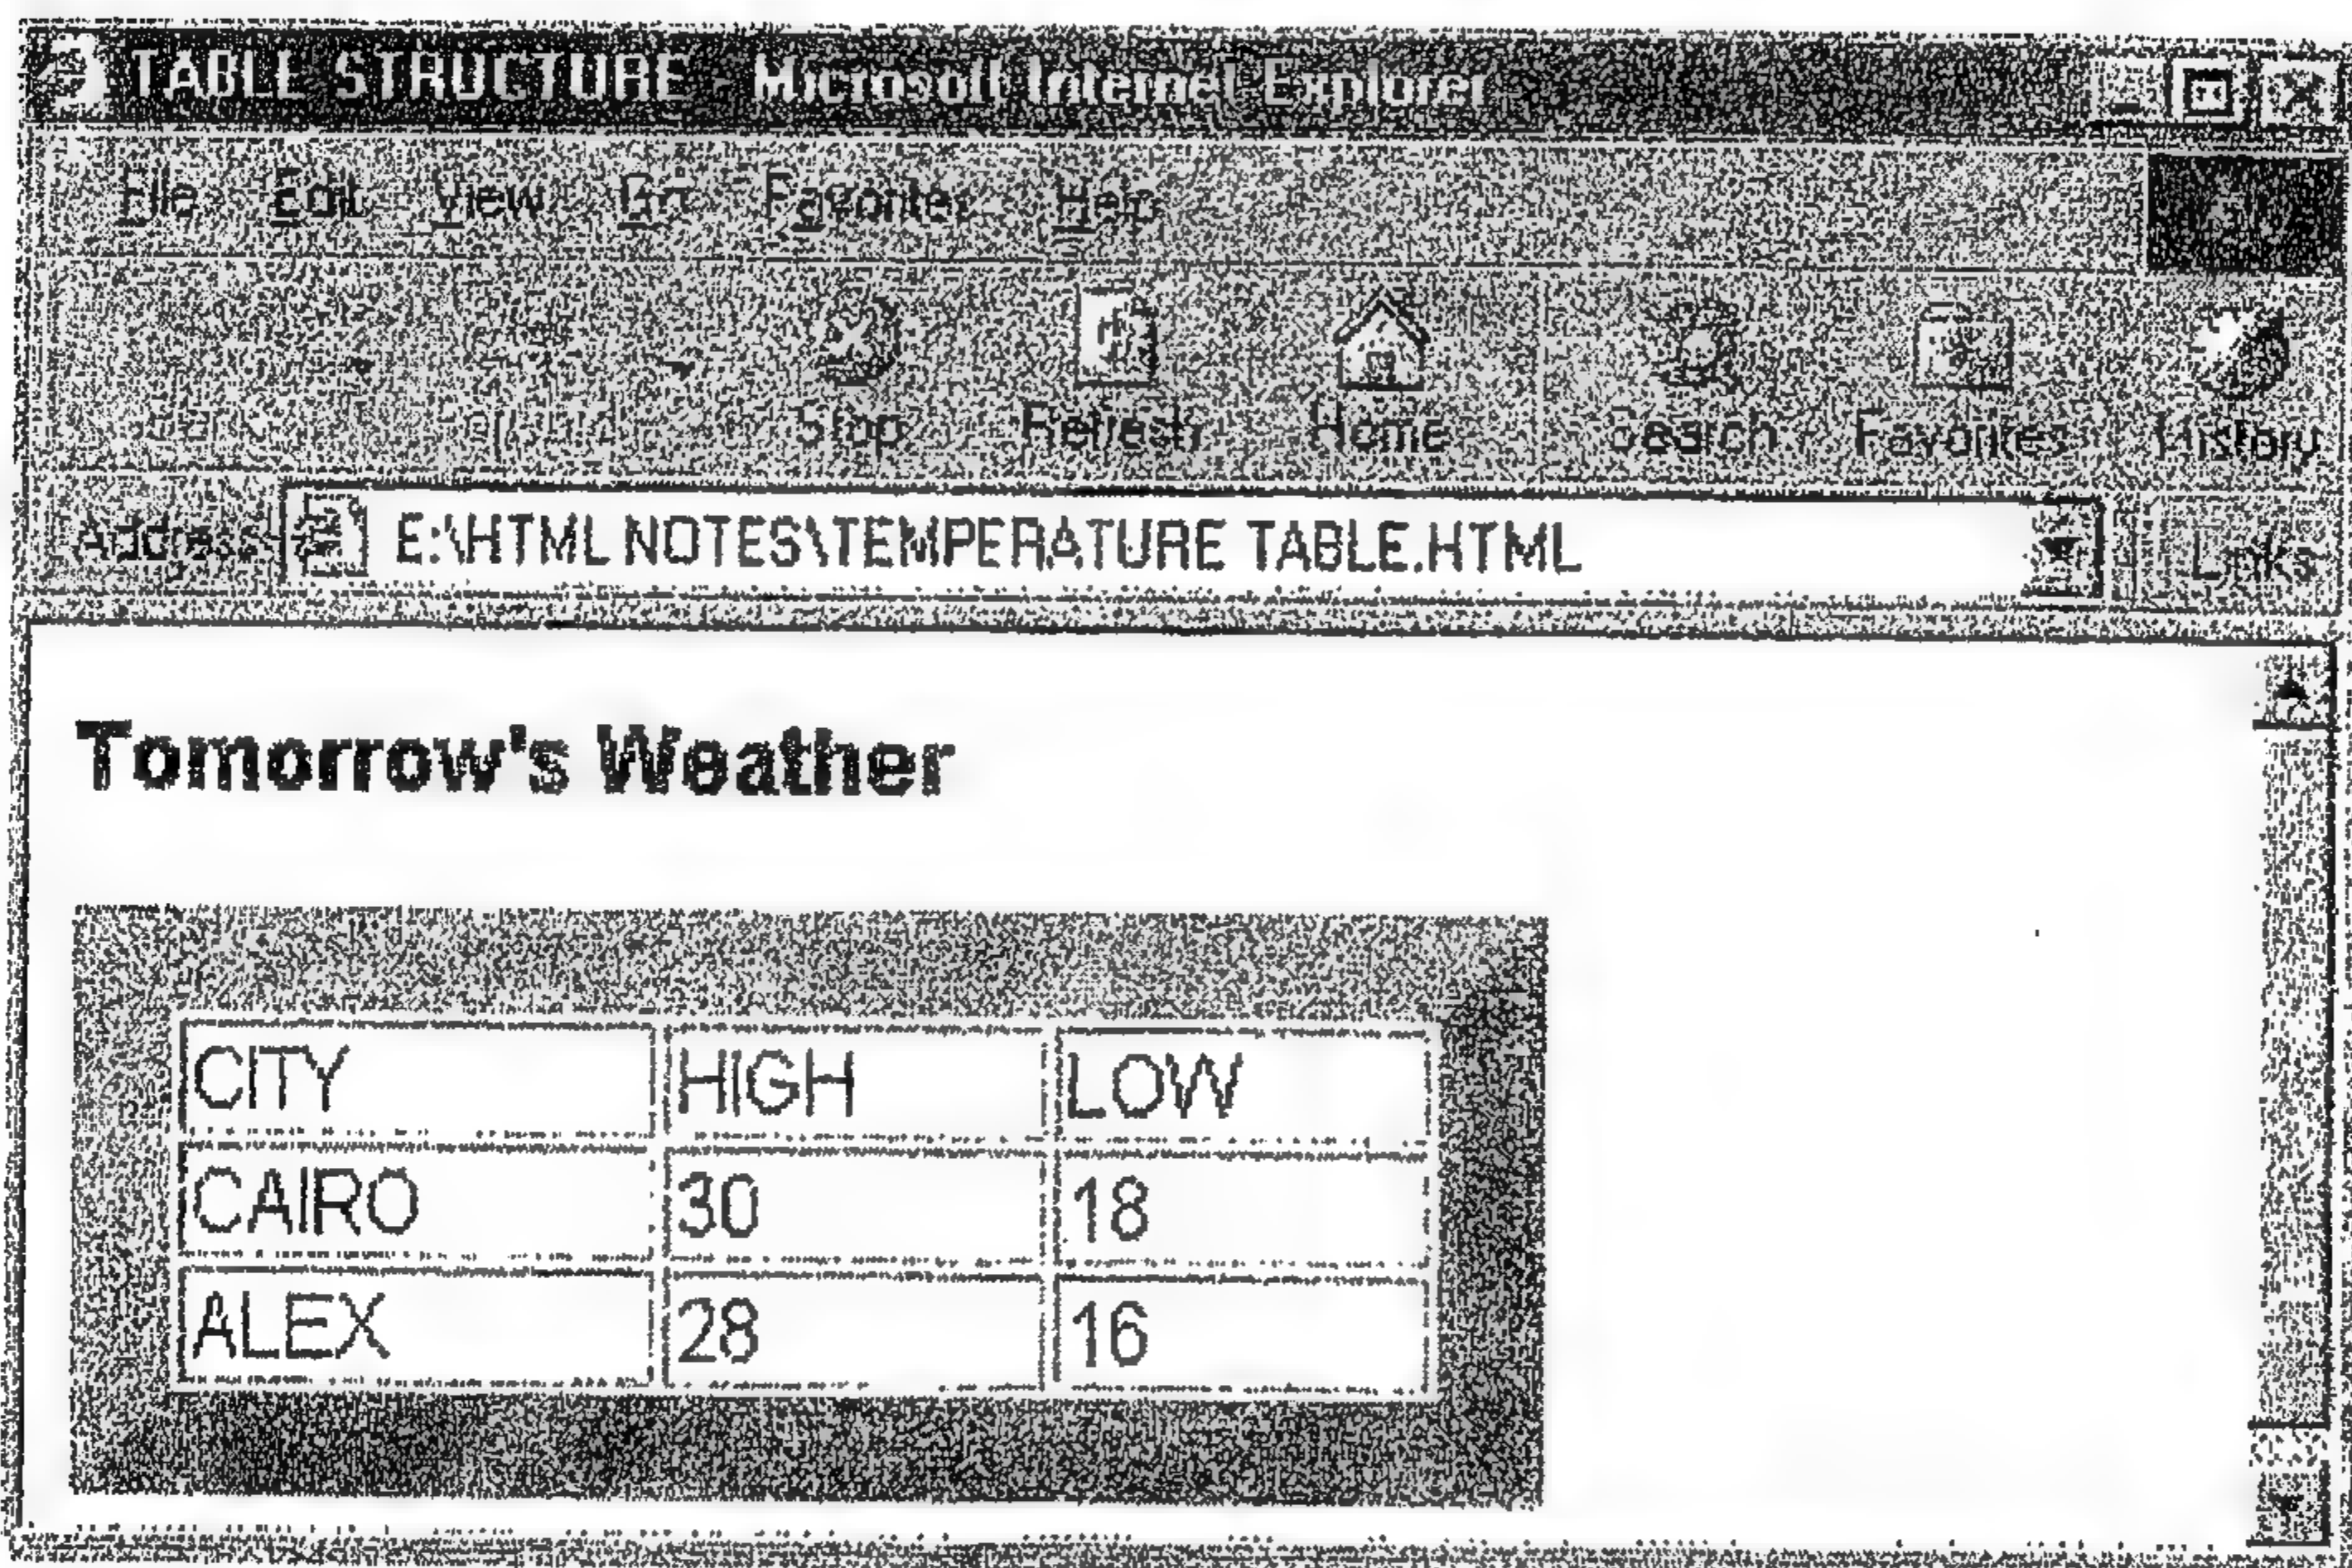 TABLE STRUCTURE - Microsoft Internet Explorer
File Edit View Go Favorites Help
Stop Refresh Home Search Favorites History
Address E:\HTML NOTES\TEMPERATURE TABLE.HTML Links
Tomorrow's Weather
CITY HIGH LOW
CAIRO 30 18
ALEX 28 16